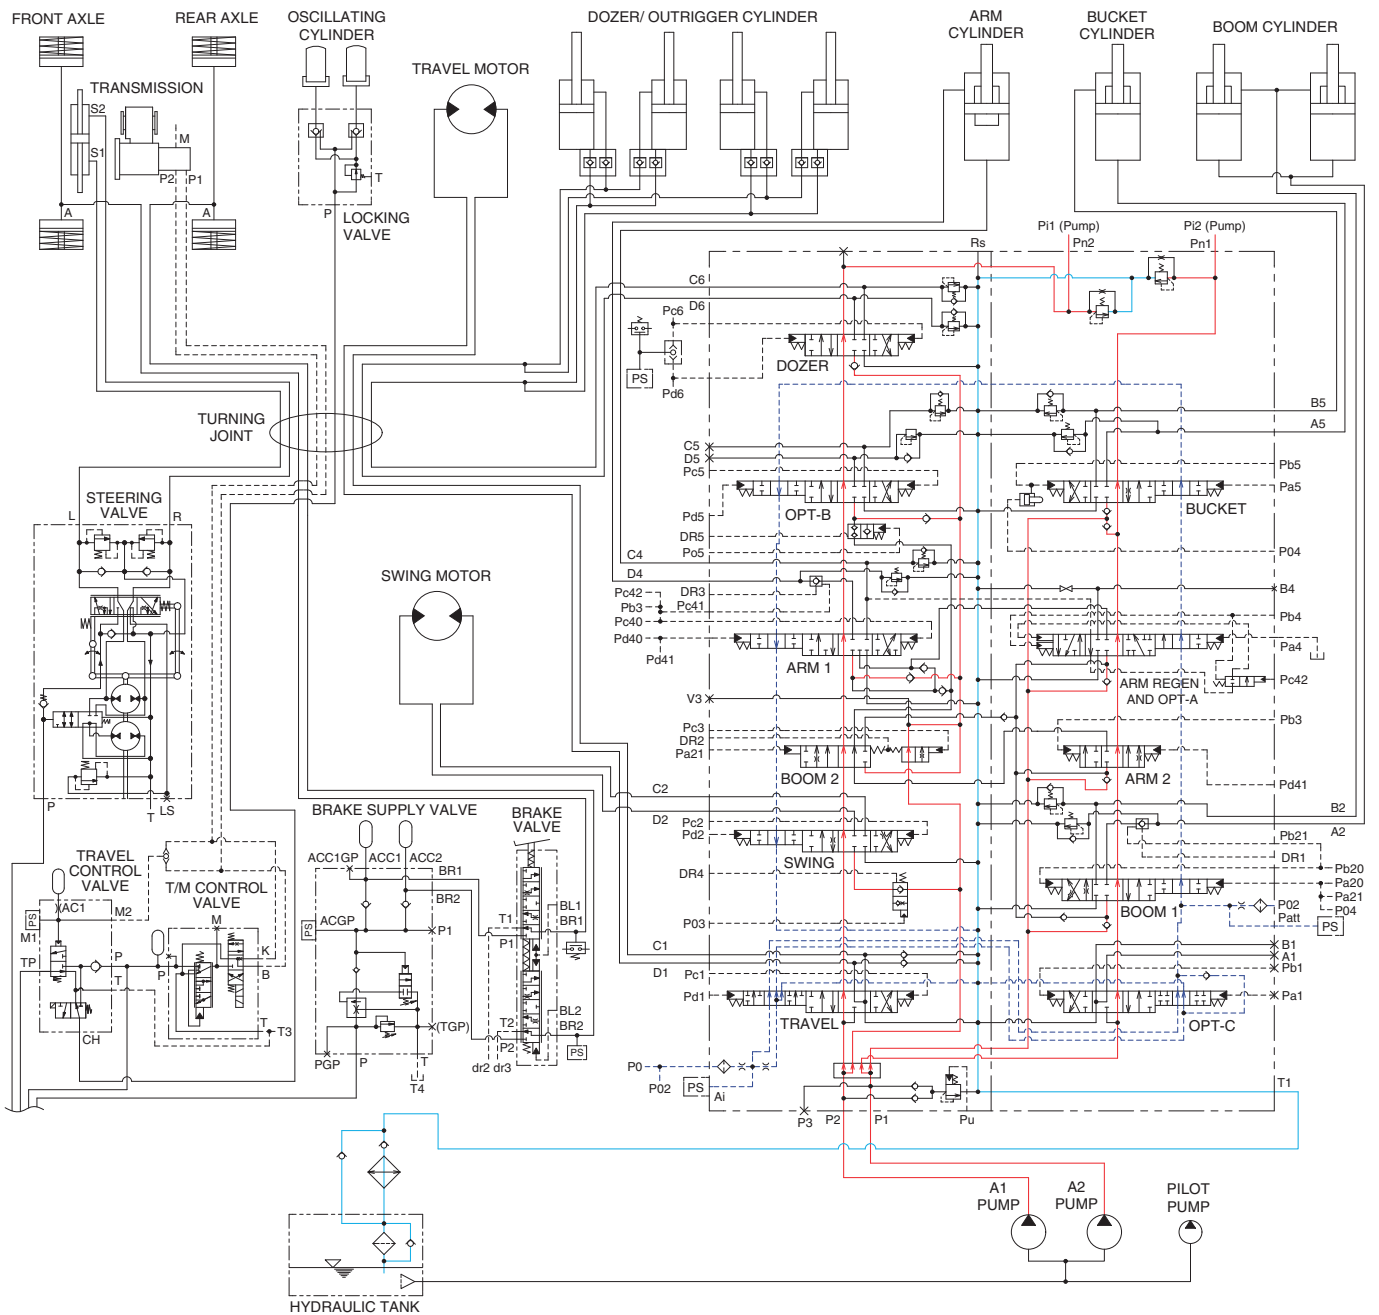 FRONT AXLE
REAR AXLE
OSCILLATING
CYLINDER
DOZER/ OUTRIGGER CYLINDER
ARM
CYLINDER
BUCKET
CYLINDER
BOOM CYLINDER
TRANSMISSION
TRAVEL MOTOR
S2
S1
M
P2
P1
A
A
T
P
LOCKING
VALVE
Pi1 (Pump)
Pn2
Pi2 (Pump)
Pn1
Rs
C6
D6
Pc6
PS
Pd6
DOZER
TURNING
JOINT
C5
D5
Pc5
Pd5
DR5
Po5
OPT-B
B5
A5
Pb5
Pa5
BUCKET
P04
STEERING
VALVE
L
R
P
T
LS
SWING MOTOR
C4
D4
Pc42
Pb3
Pc40
Pd40
Pd41
DR3
Pc41
ARM 1
B4
Pb4
Pa4
Pc42
ARM REGEN
AND OPT-A
V3
Pc3
DR2
Pa21
BOOM 2
Pb3
ARM 2
Pd41
C2
D2
Pc2
Pd2
SWING
B2
A2
Pb21
DR1
Pb20
Pa20
Pa21
P04
BOOM 1
P02
Patt
PS
DR4
P03
C1
D1
Pc1
Pd1
TRAVEL
B1
A1
Pb1
Pa1
OPT-C
P0
P02
PS
Ai
P3
P2
P1
Pu
T1
BRAKE SUPPLY VALVE
ACC1GP
ACC1
ACC2
BR1
BR2
PS
ACGP
P1
(TGP)
PGP
P
T
T4
BRAKE
VALVE
BL1
BR1
T1
P1
BL2
BR2
T2
P2
PS
dr2 dr3
TRAVEL
CONTROL
VALVE
AC1
PS
M1
M2
TP
P
T
CH
T/M CONTROL
VALVE
M
K
B
P
T
T3
A1
PUMP
A2
PUMP
PILOT
PUMP
HYDRAULIC TANK